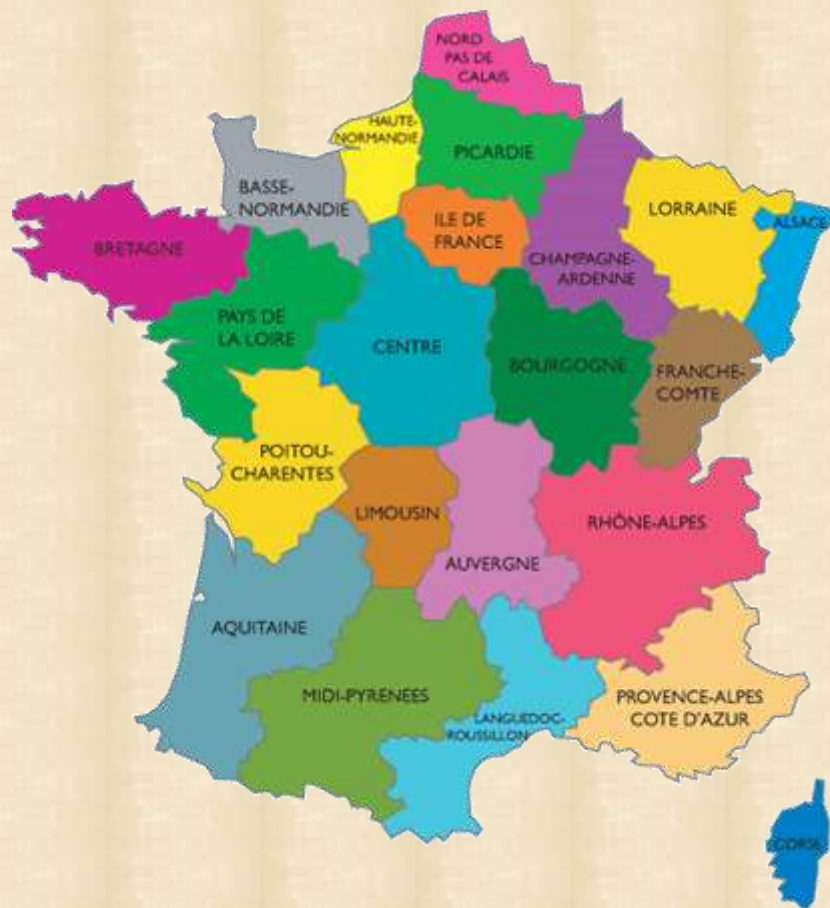 NORD
PAS DE
CALAIS
HAUTE-
NORMANDIE
PICARDIE
BASSE-
NORMANDIE
ILE DE
FRANCE
LORRAINE
ALSACE
BRETAGNE
CHAMPAGNE-
ARDENNE
PAYS DE
LA LOIRE
CENTRE
BOURGOGNE
FRANCHE-
COMTE
POITOU-
CHARENTES
LIMOUSIN
RHÔNE-ALPES
AUVERGNE
AQUITAINE
MIDI-PYRENEES
PROVENCE-ALPES
COTE D'AZUR
LANGUEDOC-
ROUSSILLON
CORSE